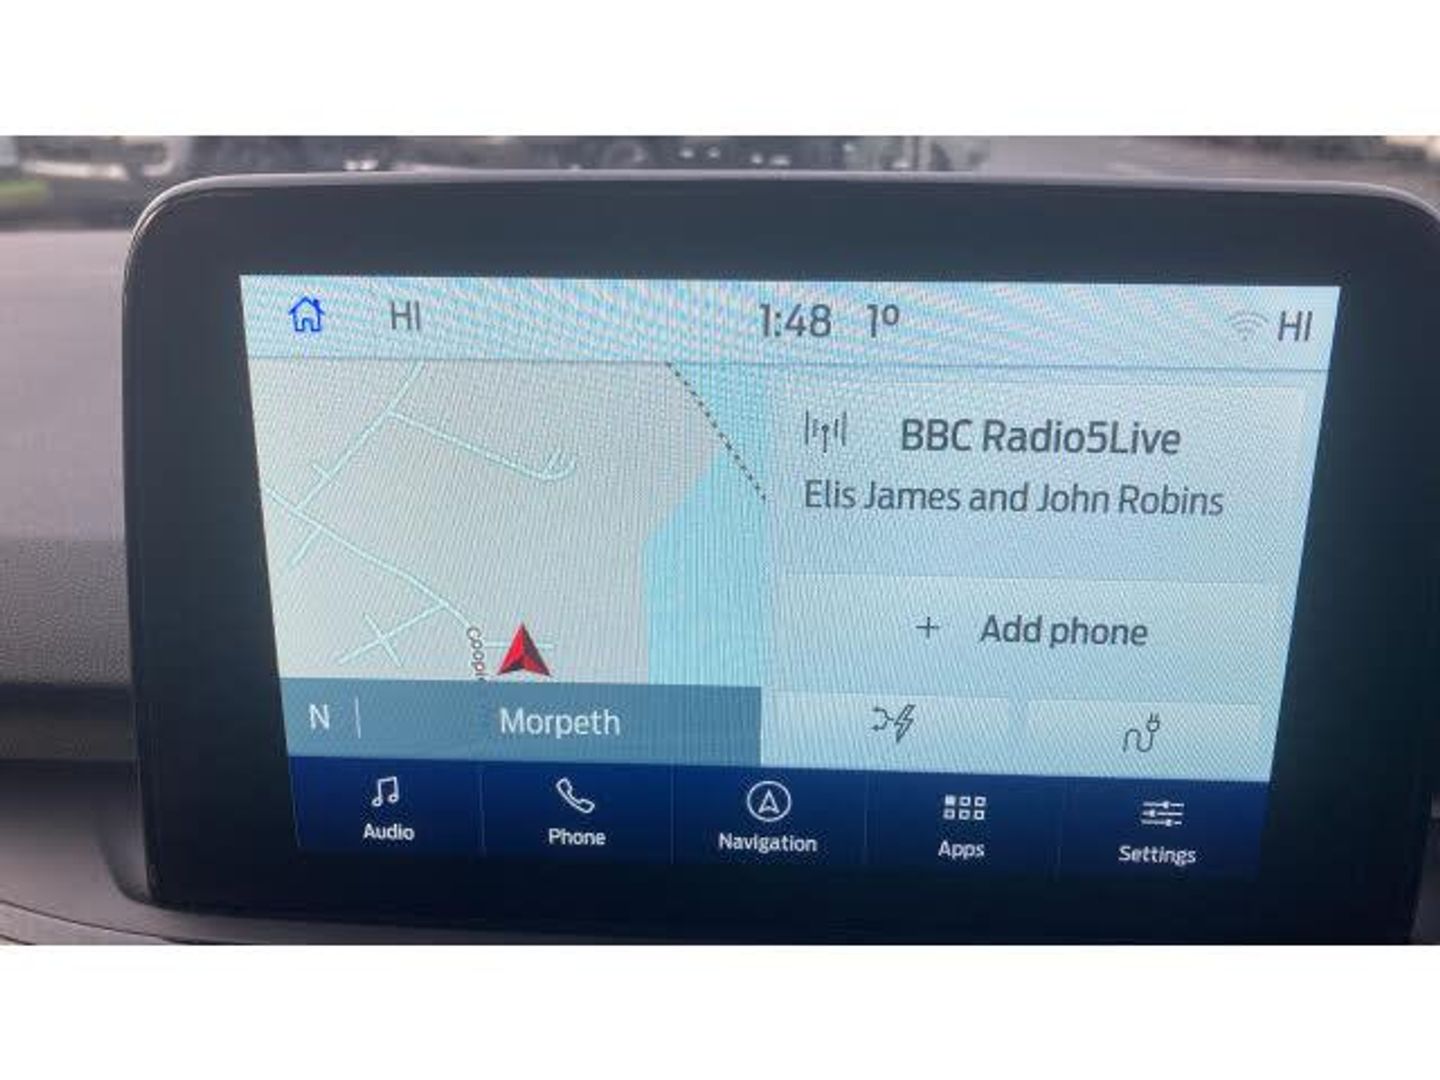 HI 1:48 1º HI
BBC Radio5Live
Elis James and John Robins
+ Add phone
Coopi
N Morpeth
Audio Phone Navigation Apps Settings